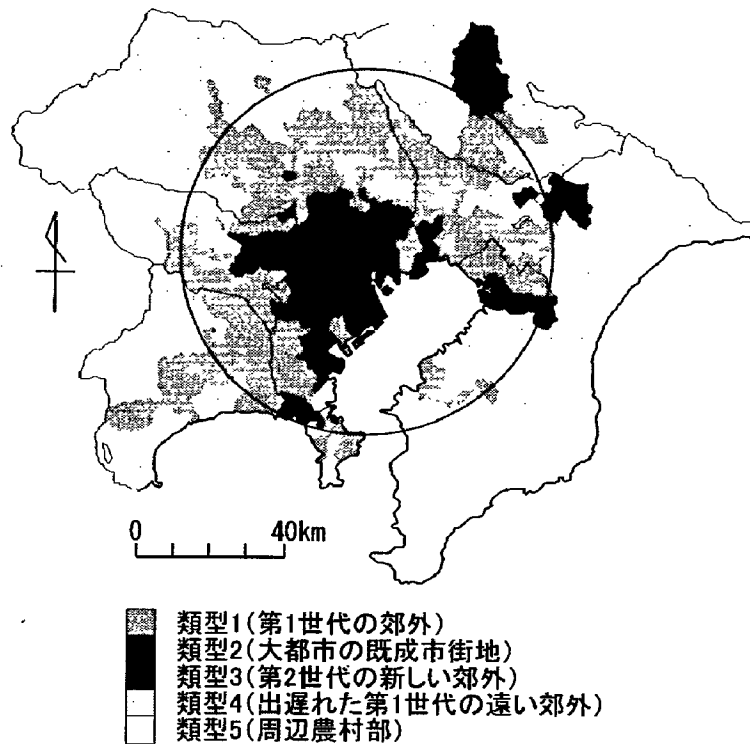 0 40km
類型1(第1世代の郊外)
類型2(大都市の既成市街地)
類型3(第2世代の新しい郊外)
類型4(出遅れた第1世代の遠い郊外)
類型5(周辺農村部)